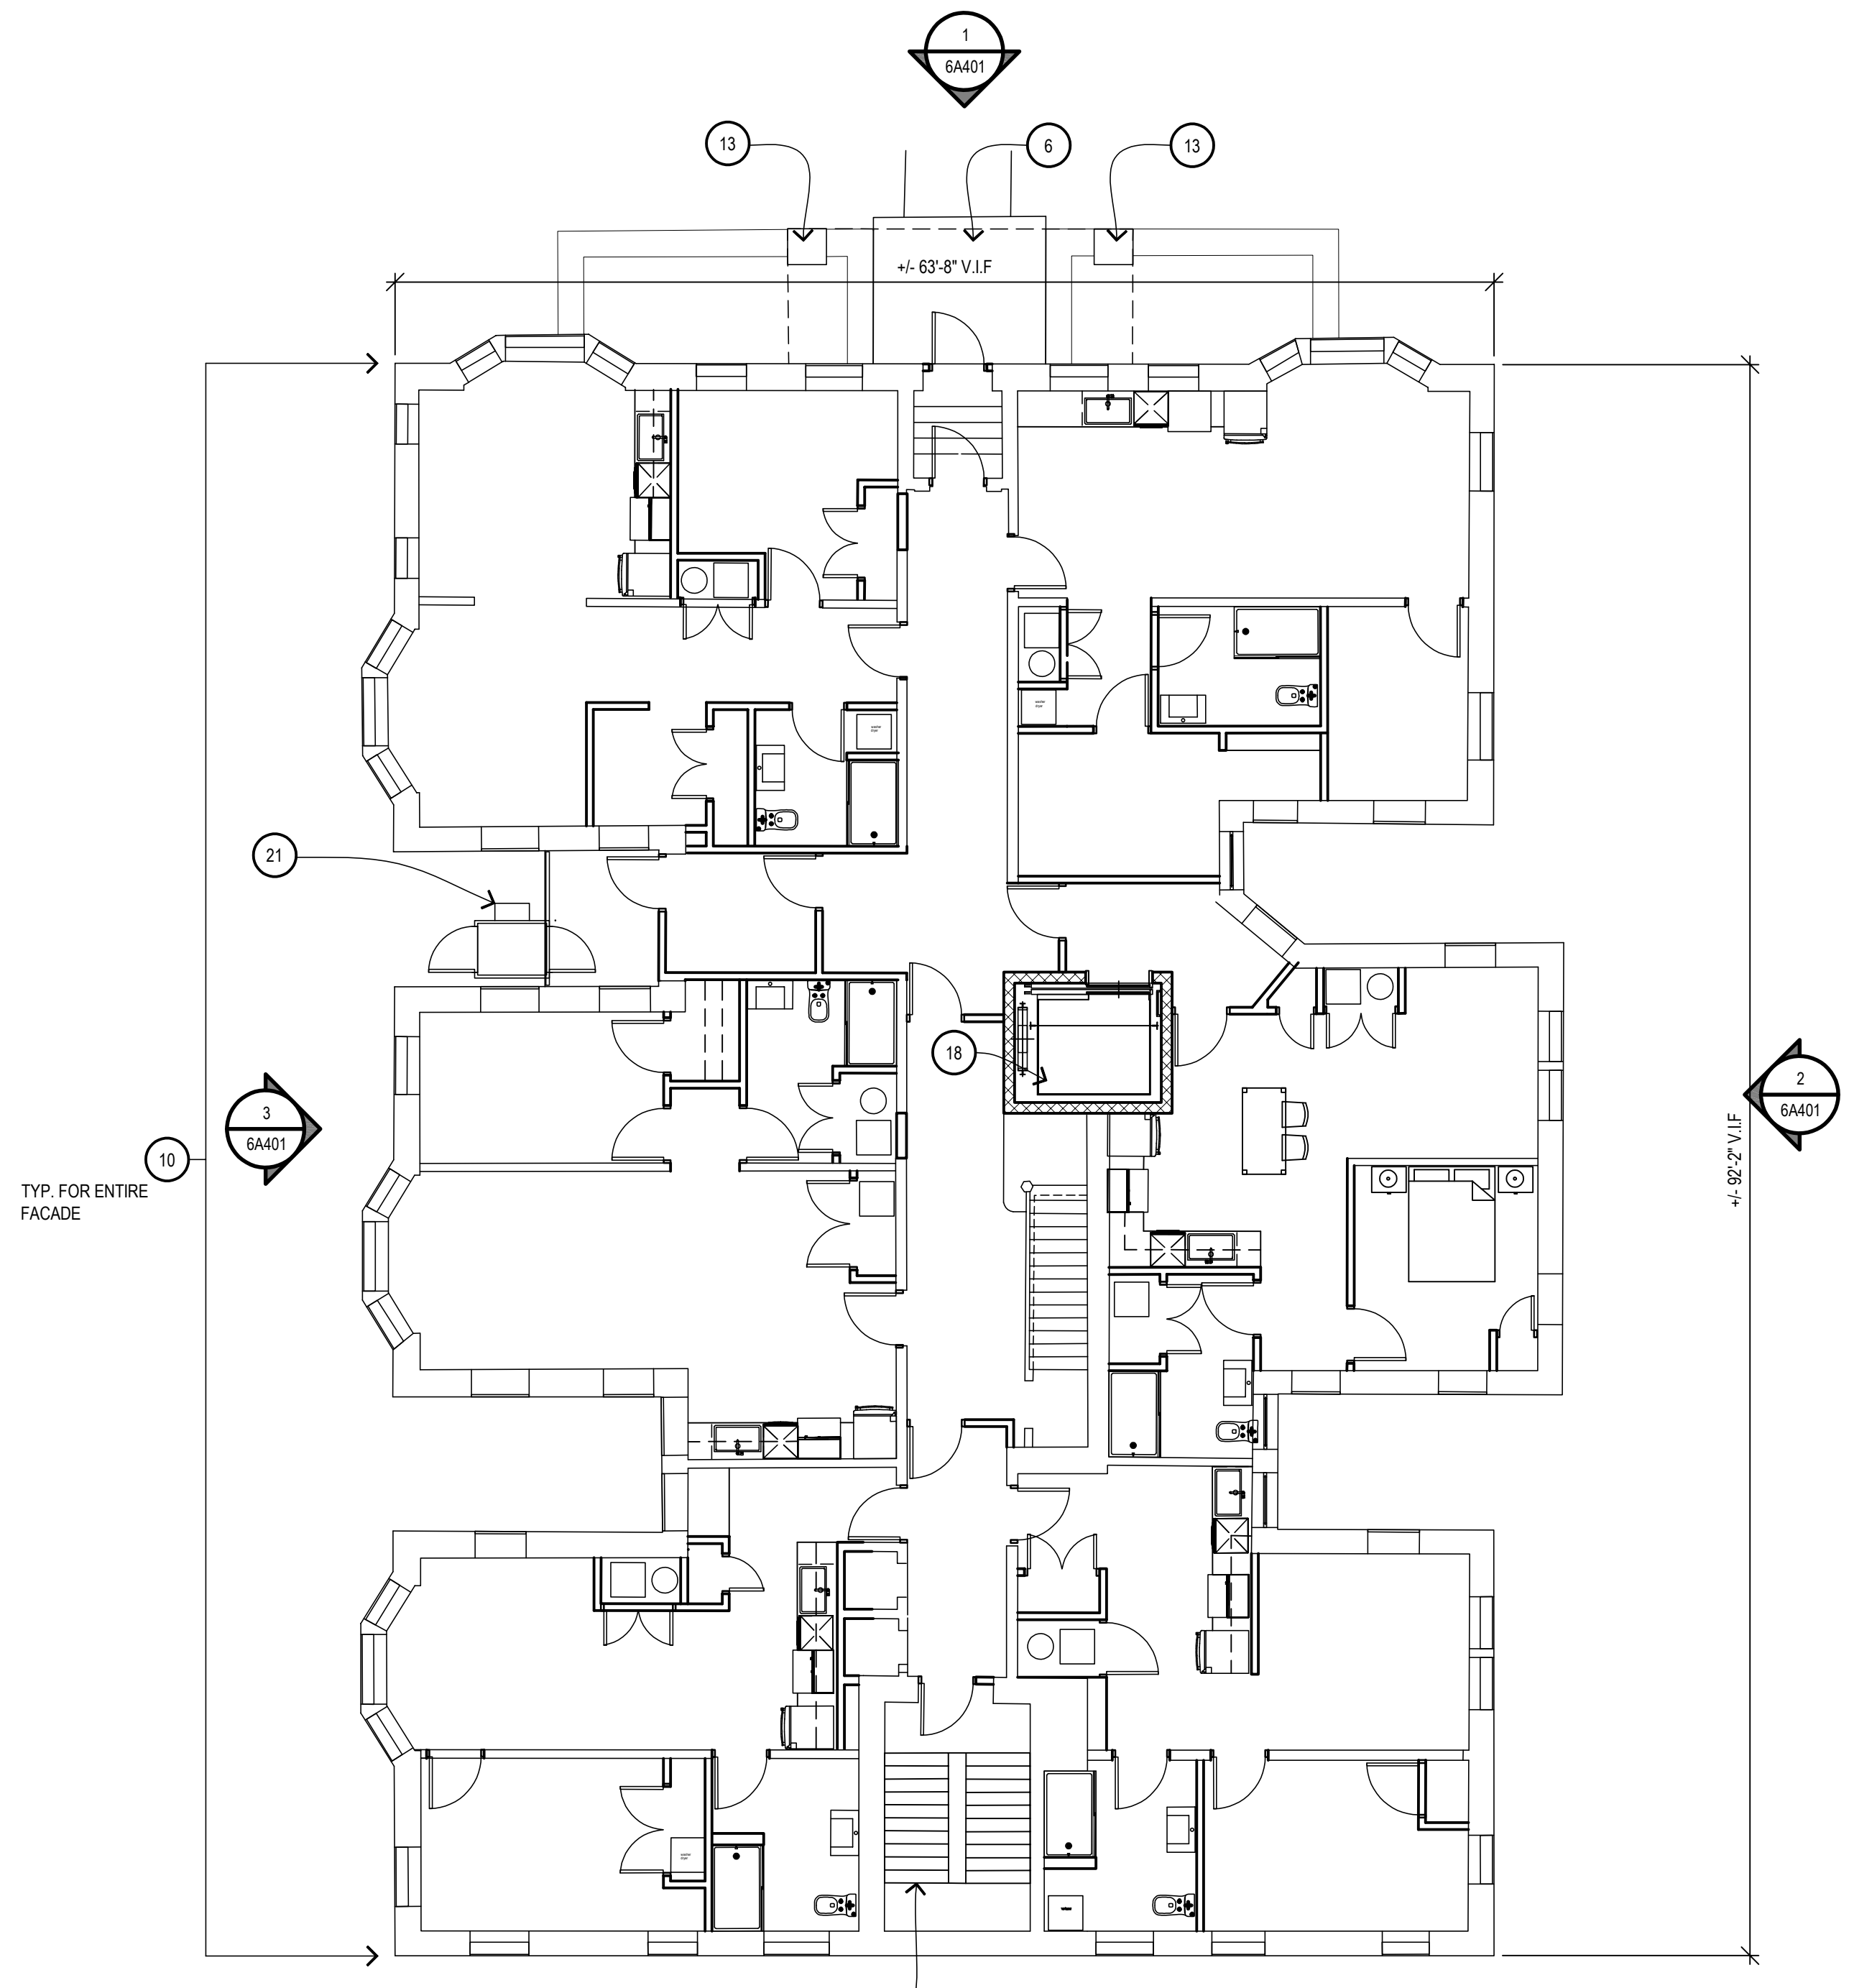 1
6A401
13
6
13
+/- 63'-8" V.I.F
21
18
3
6A401
2
6A401
10
TYP. FOR ENTIRE
FACADE
+/- 92'-2" V.I.F